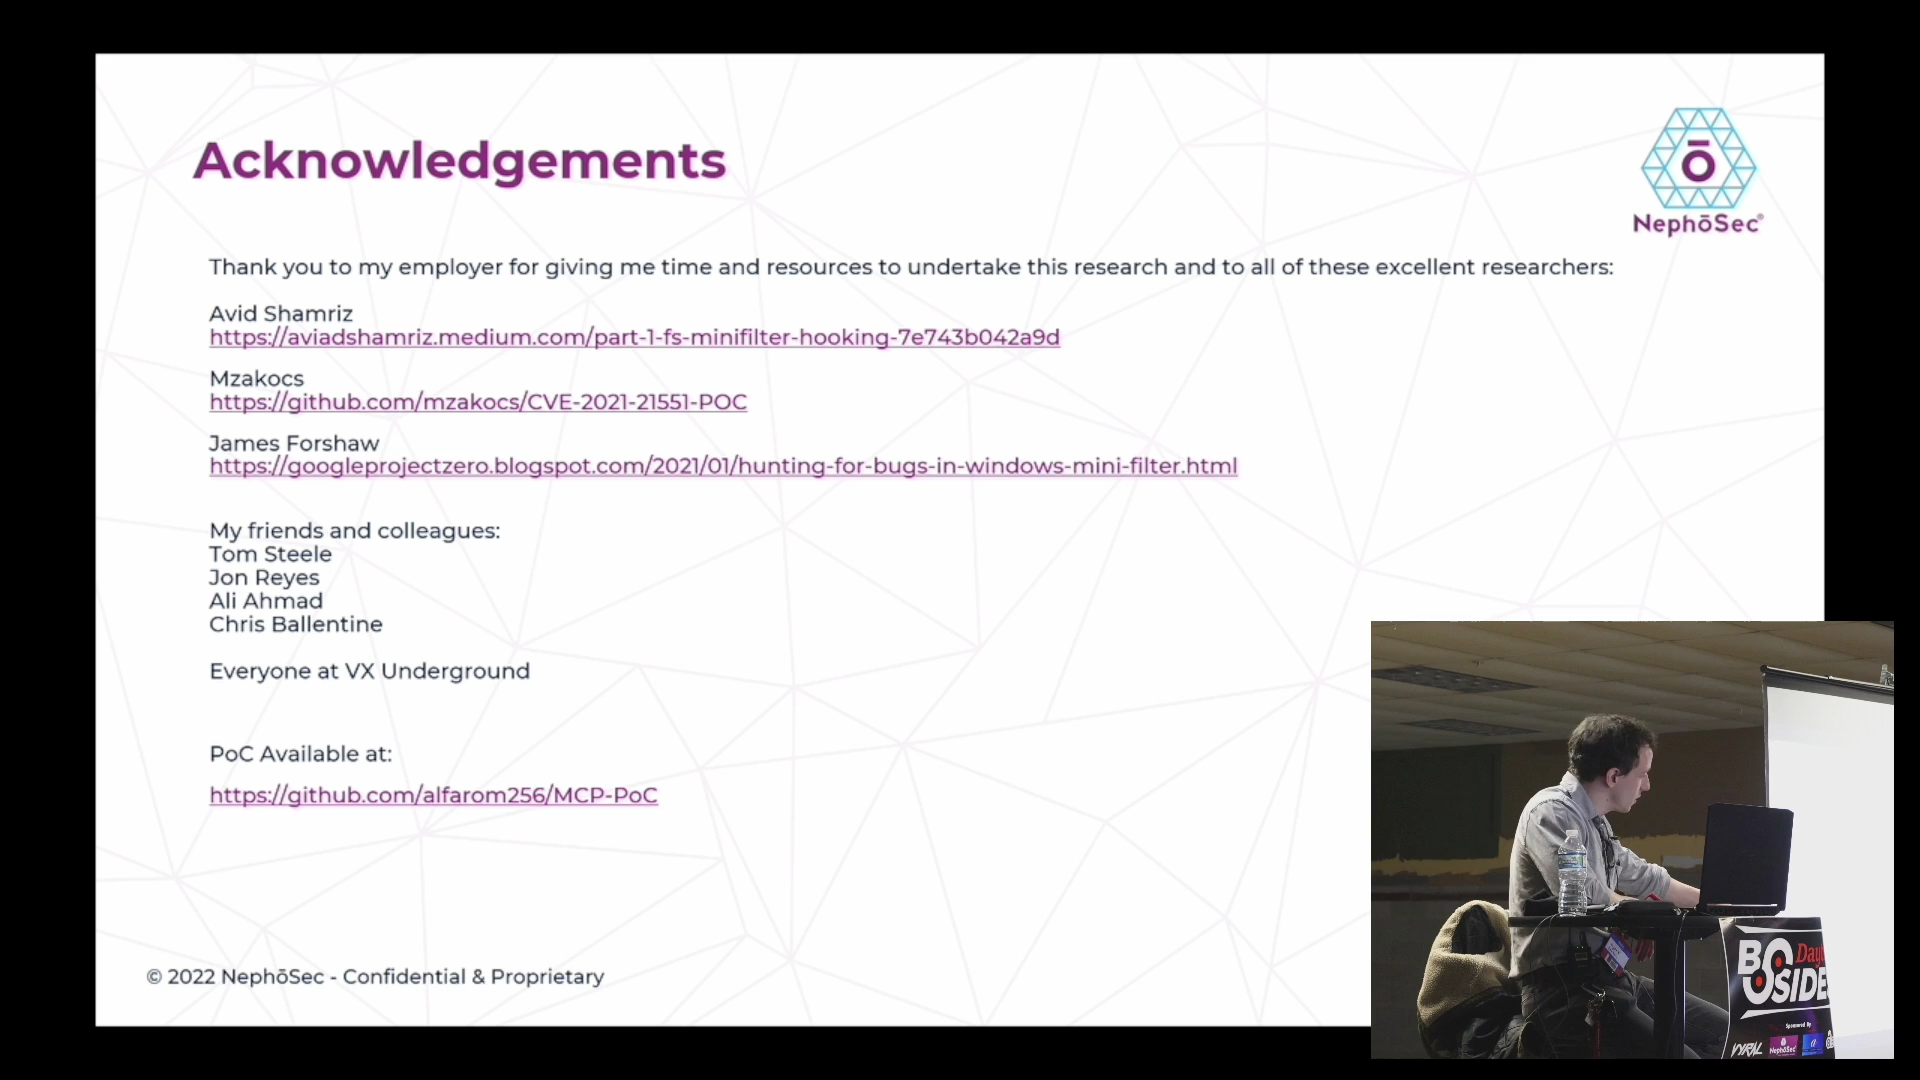 Acknowledgements
NephōSec®
Thank you to my employer for giving me time and resources to undertake this research and to all of these excellent researchers:
Avid Shamriz
https://aviadshamriz.medium.com/part-1-fs-minifilter-hooking-7e743b042a9d
Mzakocs
https://github.com/mzakocs/CVE-2021-21551-POC
James Forshaw
https://googleprojectzero.blogspot.com/2021/01/hunting-for-bugs-in-windows-mini-filter.html
My friends and colleagues:
Tom Steele
Jon Reyes
Ali Ahmad
Chris Ballentine
Everyone at VX Underground
PoC Available at:
https://github.com/alfarom256/MCP-PoC
© 2022 NephōSec - Confidential & Proprietary
Sponsored By
VYRAL
NephōSec